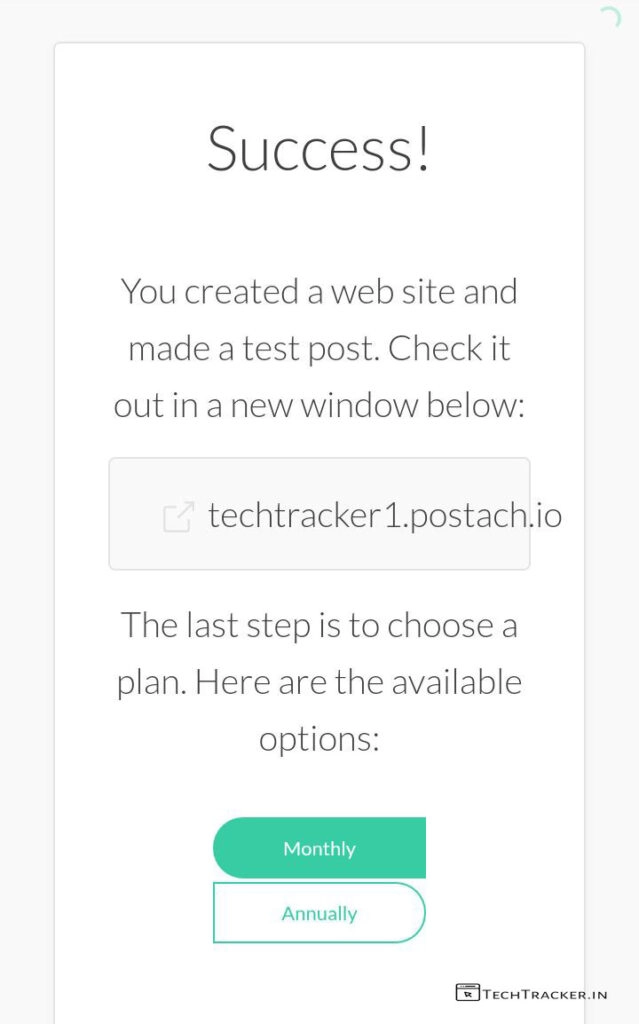 Success!
You created a web site and
made a test post. Check it
out in a new window below:
techtracker1.postach.io
The last step is to choose a
plan. Here are the available
options:
Monthly
Annually
TECHTRACKER.IN